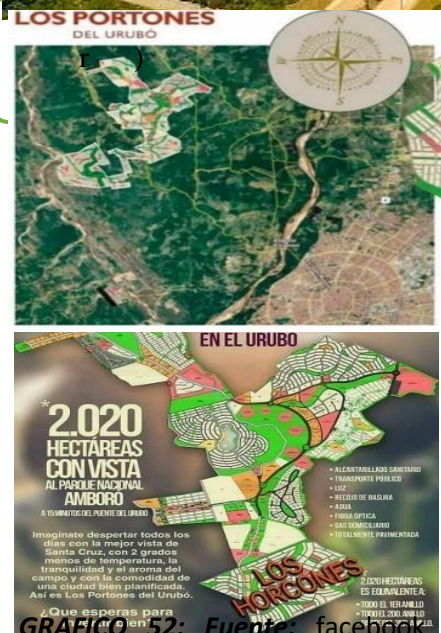 LOS PORTONES
DEL URUBÓ
r )
N
W
E
S
EN EL URUBO
*2.020
HECTÁREAS
CON VISTA
AL PARQUE NACIONAL
AMBORÓ
A 15 MINUTOS DEL PUENTE DEL URUBÓ
Imagínate despertar todos los
días con la mejor vista de
Santa Cruz, con 2 grados
menos de temperatura, la
tranquilidad y el aroma del
campo y con la comodidad de
una ciudad bien planificada.
Así es Los Portones del Urubó.
¿Que esperas para
• ALCANTARILLADO SANITARIO
• TRANSPORTE PÚBLICO
• LUZ
• RECOJO DE BASURA
• AGUA
• FIBRA ÓPTICA
• GAS DOMICILIARIO
• TOTALMENTE PAVIMENTADA
LOS
HORCONES
*2.020 HECTÁREAS
ES EQUIVALENTE A:
• TODO EL 1ER ANILLO
• TODO EL 2DO. ANILLO
GRAFICO 52: Fuente: facebook